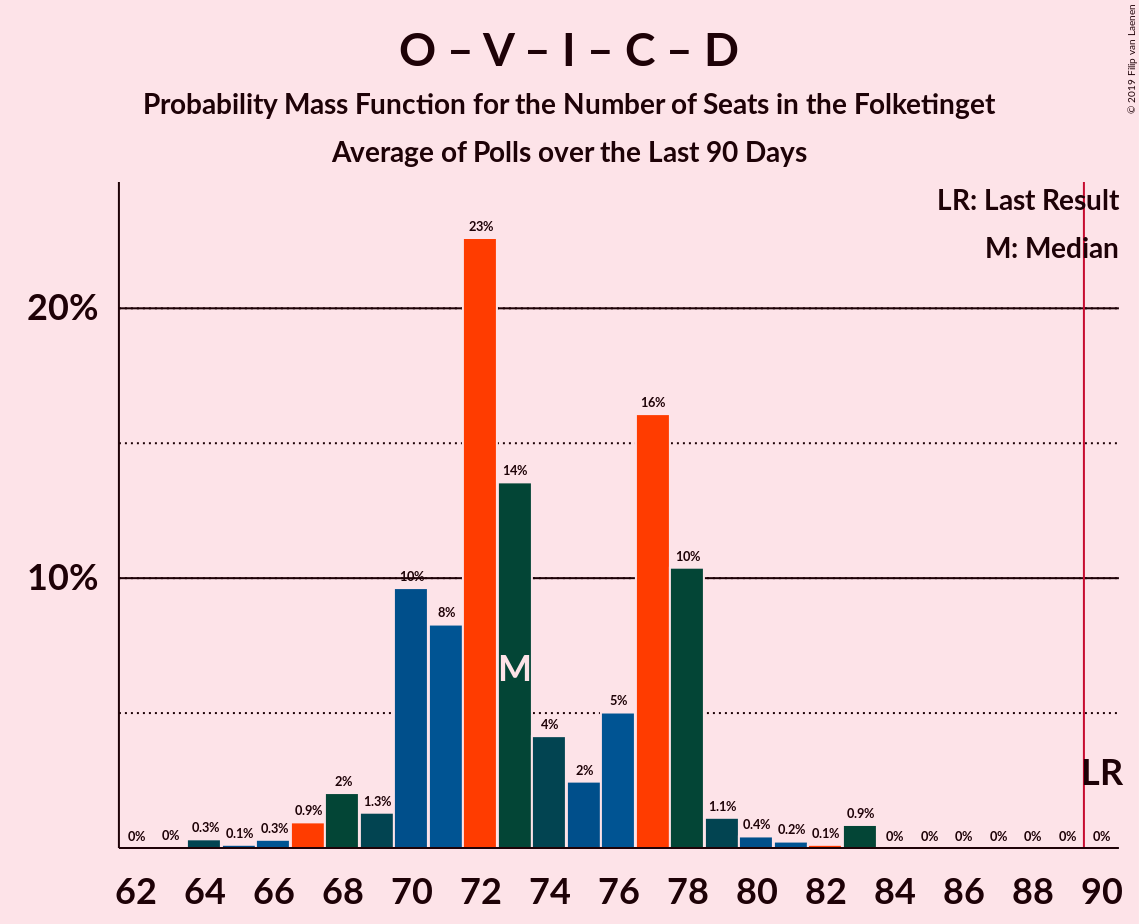 O – V – I – C – D
Probability Mass Function for the Number of Seats in the Folketinget
Average of Polls over the Last 90 Days
© 2019 Filip van Laenen
LR: Last Result
M: Median
20%
10%
0% 0% 0.3% 0.1% 0.3% 0.9% 2% 1.3% 10% 8% 23% 14% 4% 2% 5% 16% 10% 1.1% 0.4% 0.2% 0.1% 0.9% 0% 0% 0% 0% 0% 0% 0%
M
LR
62 64 66 68 70 72 74 76 78 80 82 84 86 88 90